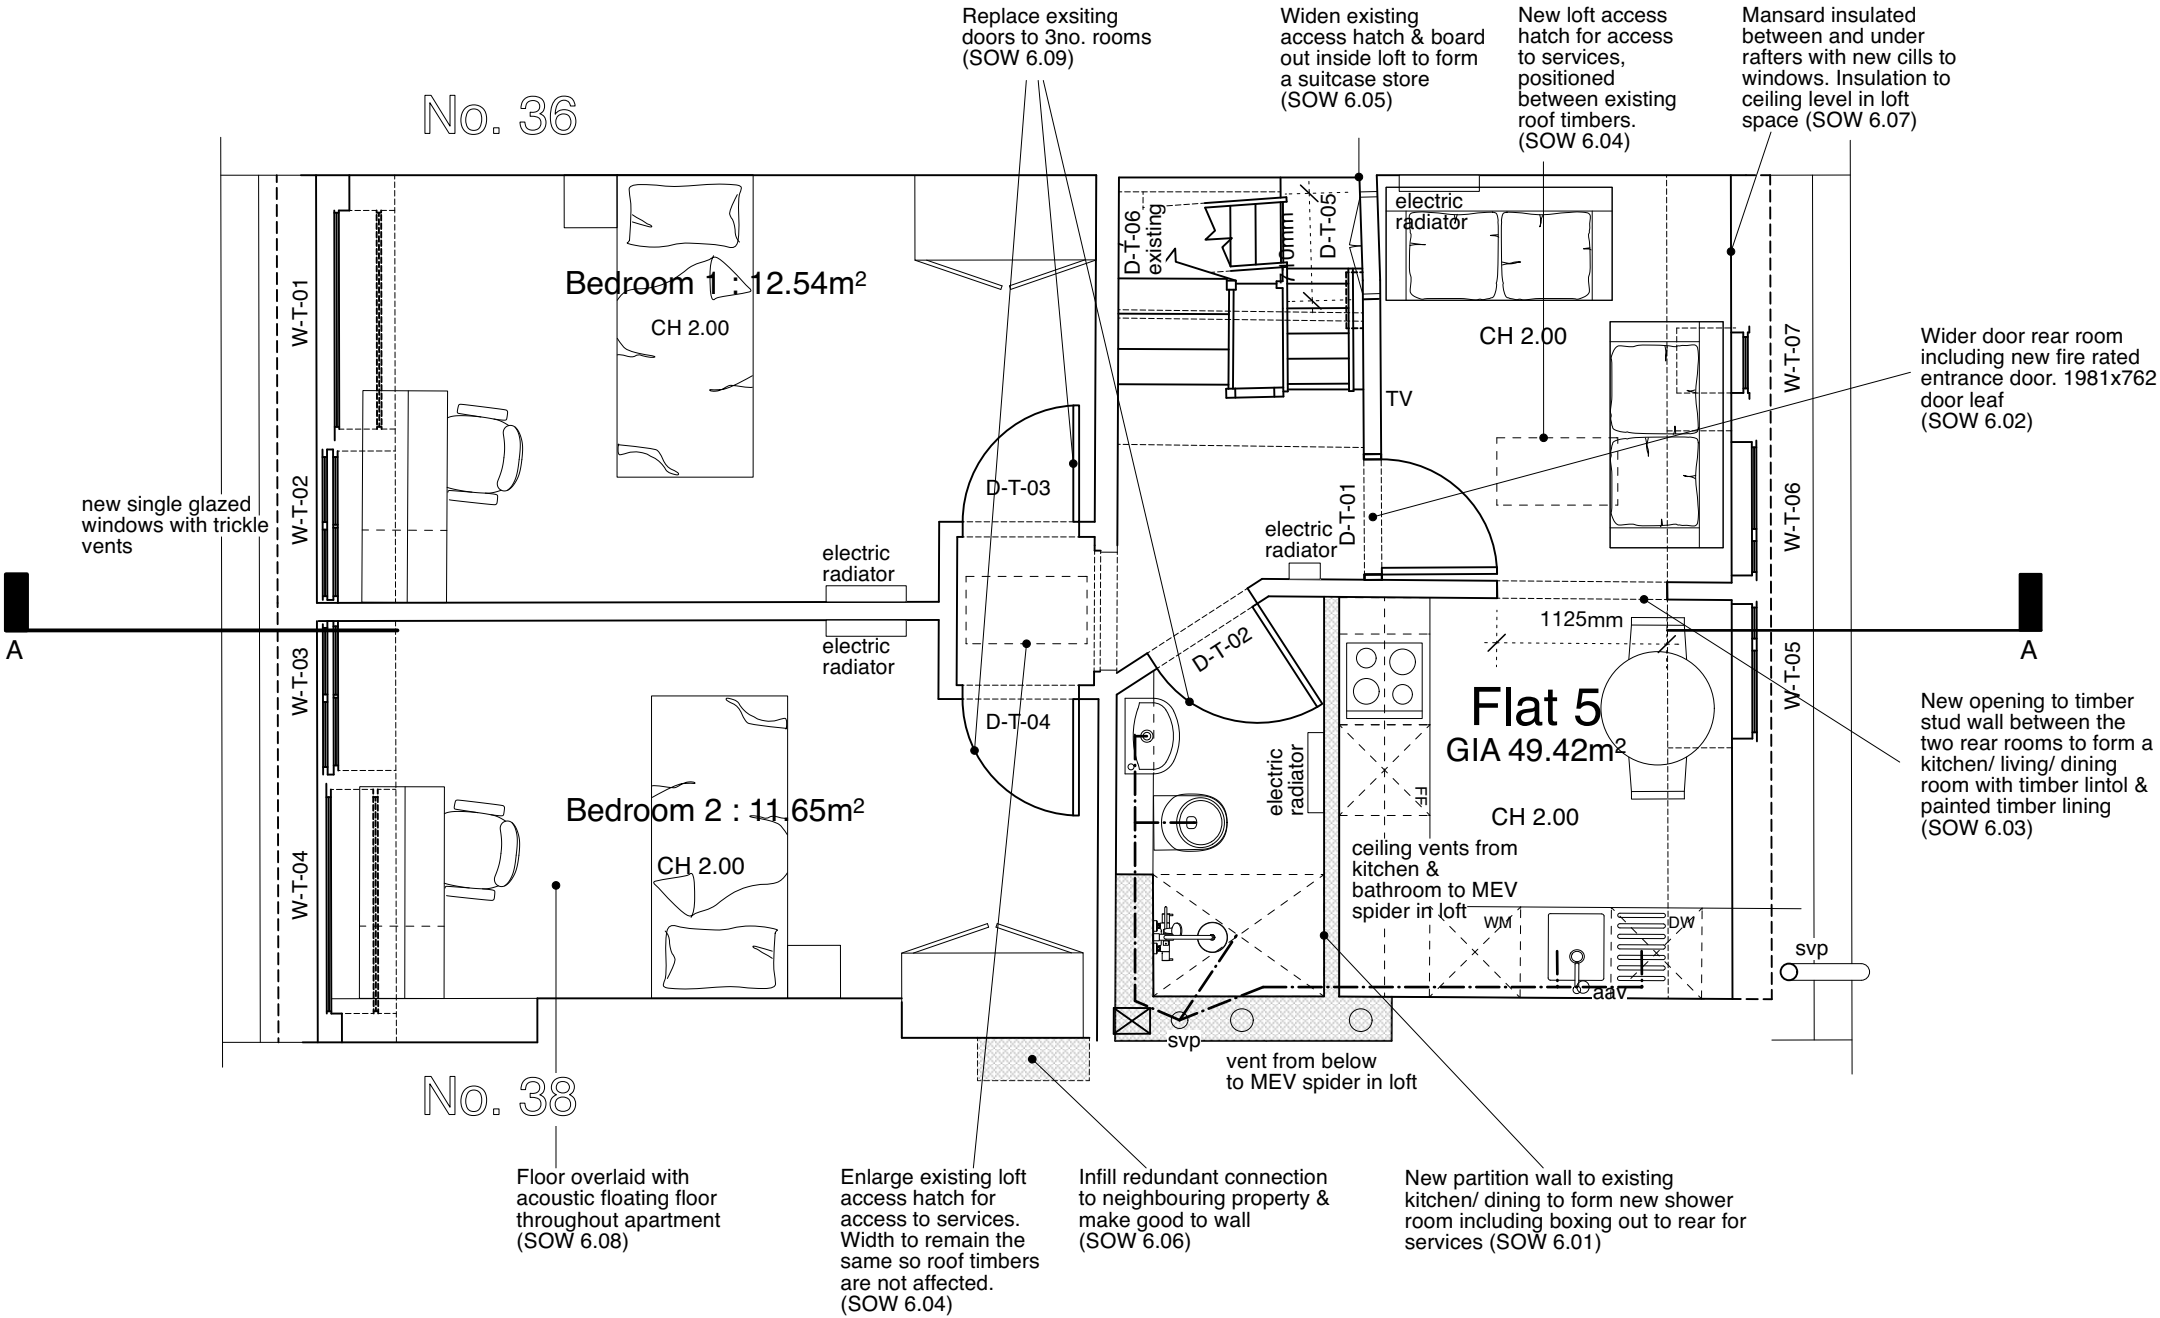 Replace exsiting
doors to 3no. rooms
(SOW 6.09)
Widen existing
access hatch & board
out inside loft to form
a suitcase store
(SOW 6.05)
New loft access
hatch for access
to services,
positioned
between existing
roof timbers.
(SOW 6.04)
Mansard insulated
between and under
rafters with new cills to
windows. Insulation to
ceiling level in loft
space (SOW 6.07)
No. 36
W-T-01
Bedroom 1 : 12.54m²
CH 2.00
D-T-06
existing
D-T-05
electric
radiator
CH 2.00
TV
W-T-07
Wider door rear room
including new fire rated
entrance door. 1981x762
door leaf
(SOW 6.02)
new single glazed
windows with trickle
vents
W-T-02
D-T-03
electric
radiator
electric
radiator
D-T-01
W-T-06
A
A
electric
radiator
W-T-03
D-T-04
D-T-02
1125mm
W-T-05
Flat 5
GIA 49.42m²
CH 2.00
New opening to timber
stud wall between the
two rear rooms to form a
kitchen/ living/ dining
room with timber lintol &
painted timber lining
(SOW 6.03)
Bedroom 2 : 11.65m²
CH 2.00
W-T-04
electric
radiator
FF
ceiling vents from
kitchen &
bathroom to MEV
spider in loft
WM
DW
aav
svp
svp
vent from below
to MEV spider in loft
No. 38
Floor overlaid with
acoustic floating floor
throughout apartment
(SOW 6.08)
Enlarge existing loft
access hatch for
access to services.
Width to remain the
same so roof timbers
are not affected.
(SOW 6.04)
Infill redundant connection
to neighbouring property &
make good to wall
(SOW 6.06)
New partition wall to existing
kitchen/ dining to form new shower
room including boxing out to rear for
services (SOW 6.01)